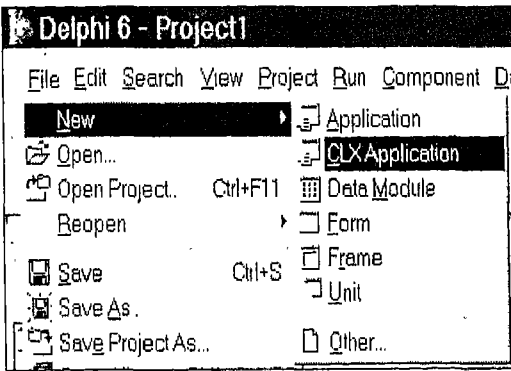 Delphi 6 - Project1
File Edit Search View Project Run Component
New
Open...
Open Project.. Ctrl+F11
Reopen
Save Ctrl+S
Save As.
Save Project As...
Application
CLX Application
Data Module
Form
Frame
Unit
Other...